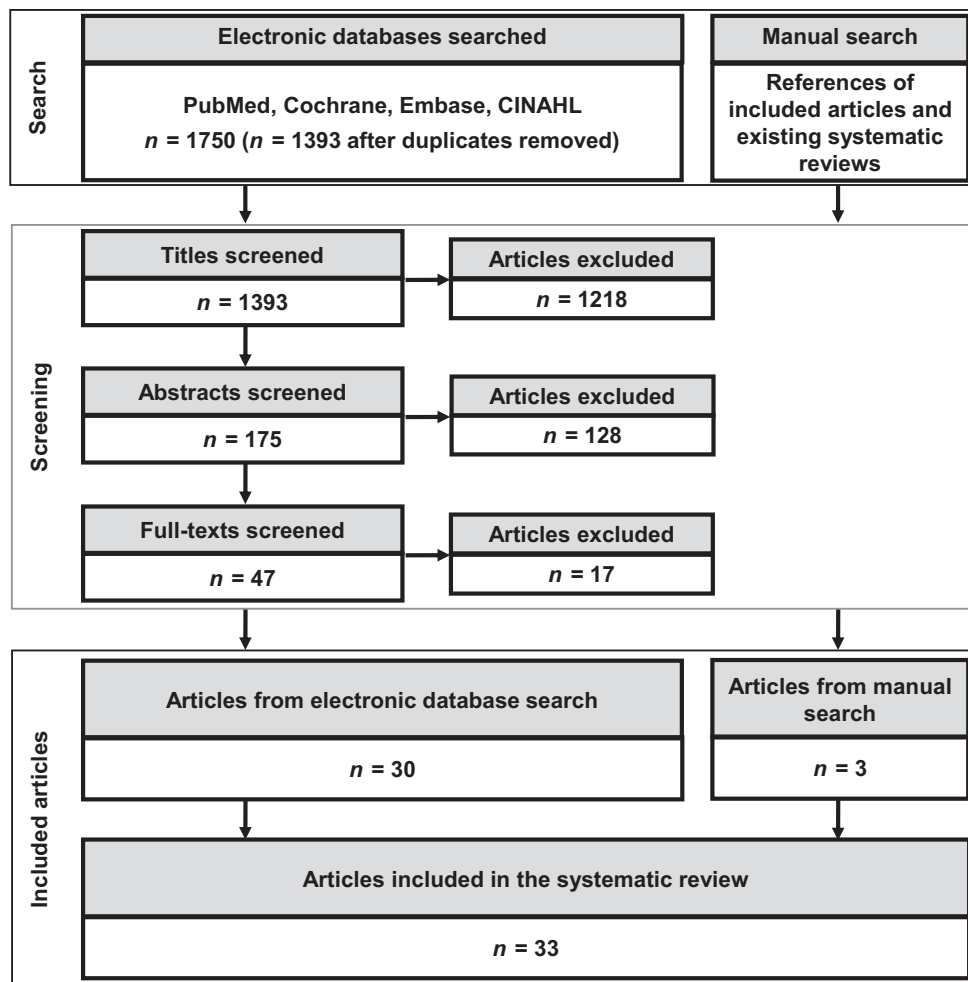 Search
Electronic databases searched
PubMed, Cochrane, Embase, CINAHL
n = 1750 (n = 1393 after duplicates removed)
Manual search
References of
included articles and
existing systematic
reviews
Screening
Titles screened
n = 1393
Articles excluded
n = 1218
Abstracts screened
n = 175
Articles excluded
n = 128
Full-texts screened
n = 47
Articles excluded
n = 17
Included articles
Articles from electronic database search
n = 30
Articles from manual
search
n = 3
Articles included in the systematic review
n = 33